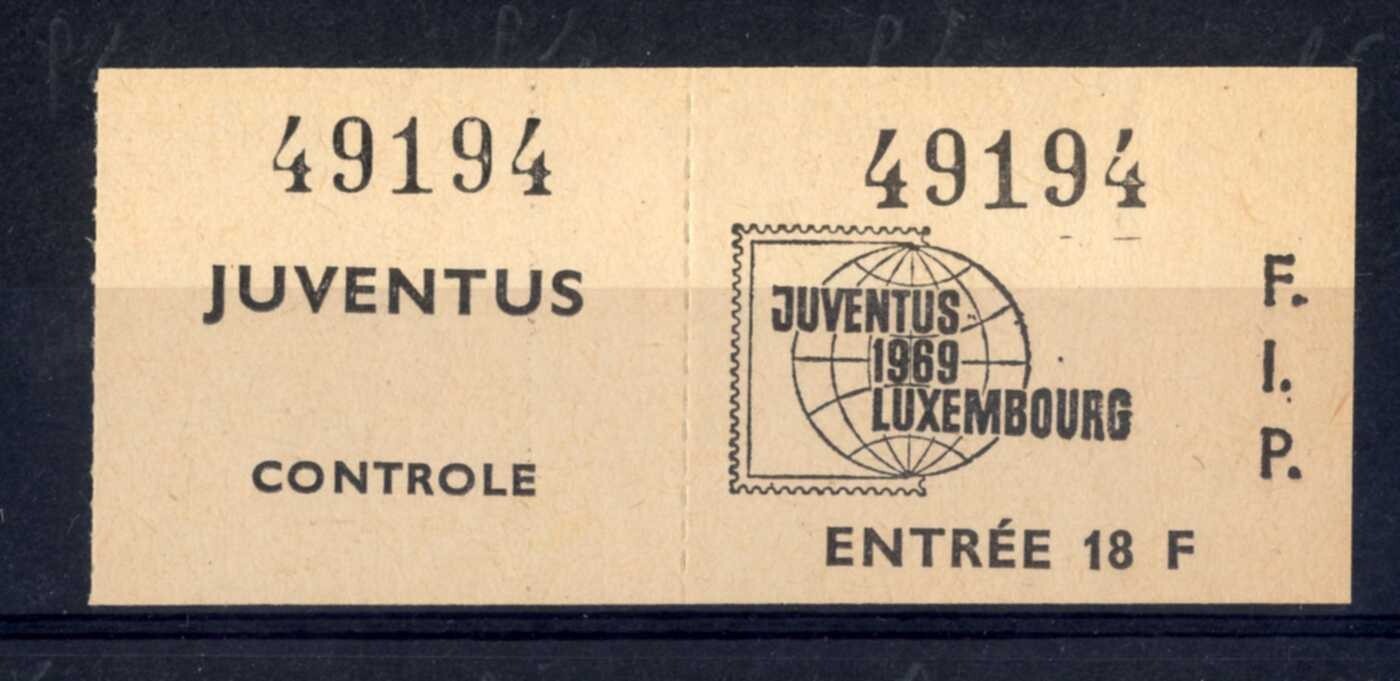 49194
JUVENTUS
CONTROLE
49194
JUVENTUS
1969
LUXEMBOURG
ENTRÉE 18 F
F.
I.
P.